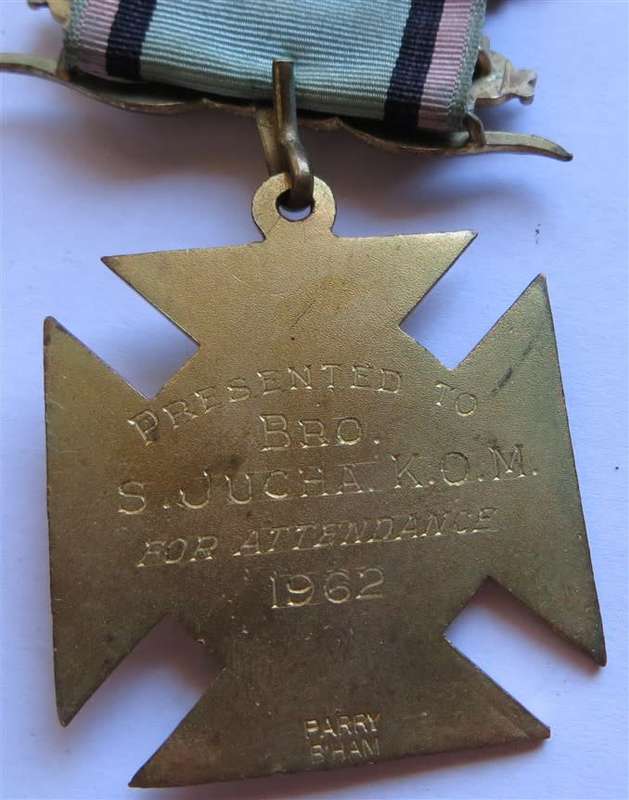 PRESENTED TO
BRO.
S. JUCHA. K.O.M.
FOR ATTENDANCE
1962
PARRY
B'HAM